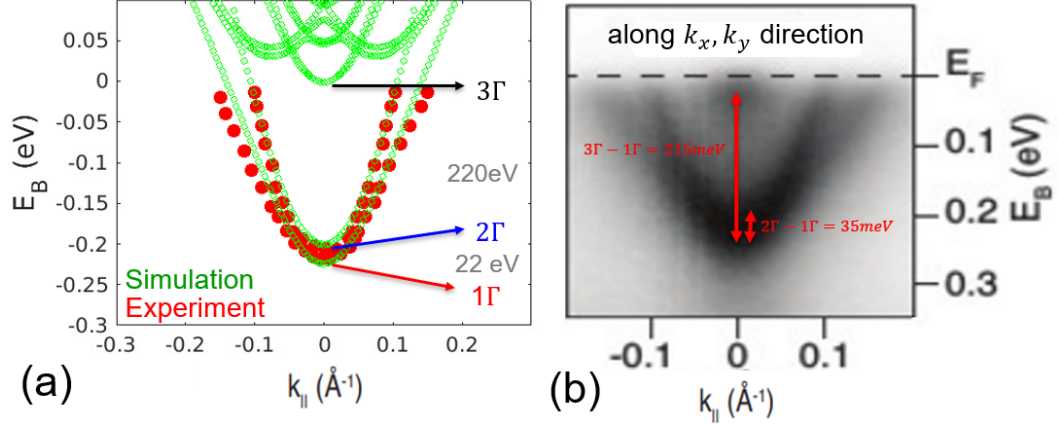 0.05
0
-0.05
-0.1
-0.15
-0.2
-0.25
-0.3
E_B (eV)
3Γ
220eV
2Γ
22 eV
1Γ
Simulation
Experiment
-0.3 -0.2 -0.1 0 0.1 0.2
(a) k_|| (Å⁻¹)
along k_x, k_y direction
E_F
3Γ − 1Γ = 215meV
0.1
0.2
2Γ − 1Γ = 35meV
0.3
E_B (eV)
-0.1 0 0.1
(b) k_|| (Å⁻¹)